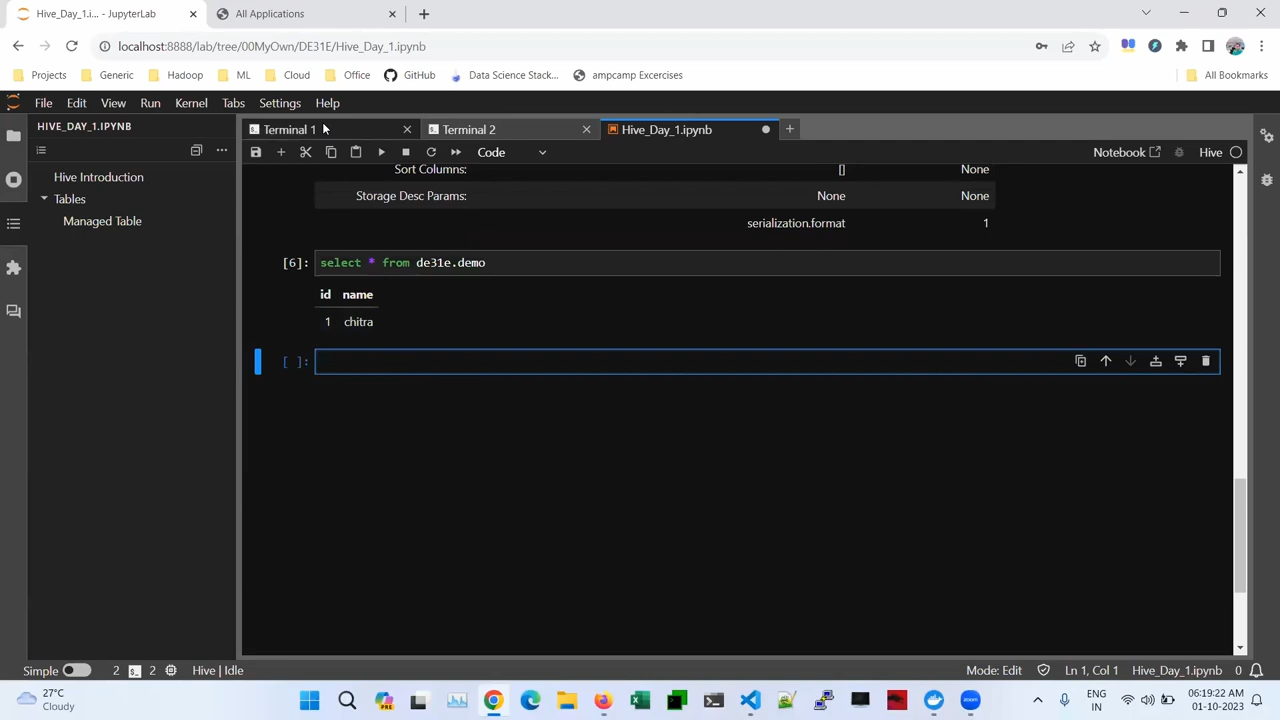 Hive_Day_1.i... - JupyterLab
All Applications
localhost:8888/lab/tree/00MyOwn/DE31E/Hive_Day_1.ipynb
Projects Generic Hadoop ML Cloud Office GitHub Data Science Stack... ampcamp Excercises All Bookmarks
File Edit View Run Kernel Tabs Settings Help
HIVE_DAY_1.IPYNB
Terminal 1 Terminal 2 Hive_Day_1.ipynb
Code Notebook Hive
Hive Introduction
Tables
Managed Table
Sort Columns: [] None
Storage Desc Params: None None
serialization.format 1
[6]: select * from de31e.demo
id name
1 chitra
[ ]:
Simple 2 2 Hive | Idle Mode: Edit Ln 1, Col 1 Hive_Day_1.ipynb 0
27°C
Cloudy
PRE
zoom
ENG
IN
06:19:22 AM
01-10-2023